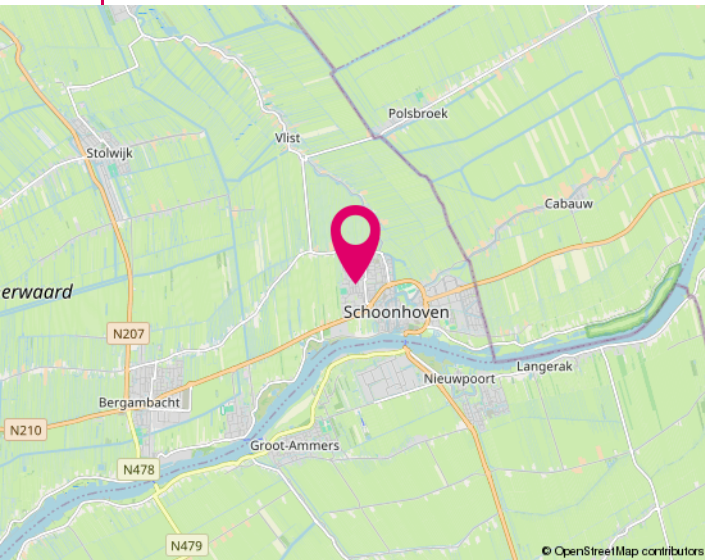 Polsbroek
Vlist
Stolwijk
Cabauw
erwaard
Schoonhoven
N207
Langerak
Nieuwpoort
Bergambacht
N210
Groot-Ammers
N478
N479
© OpenStreetMap contributors